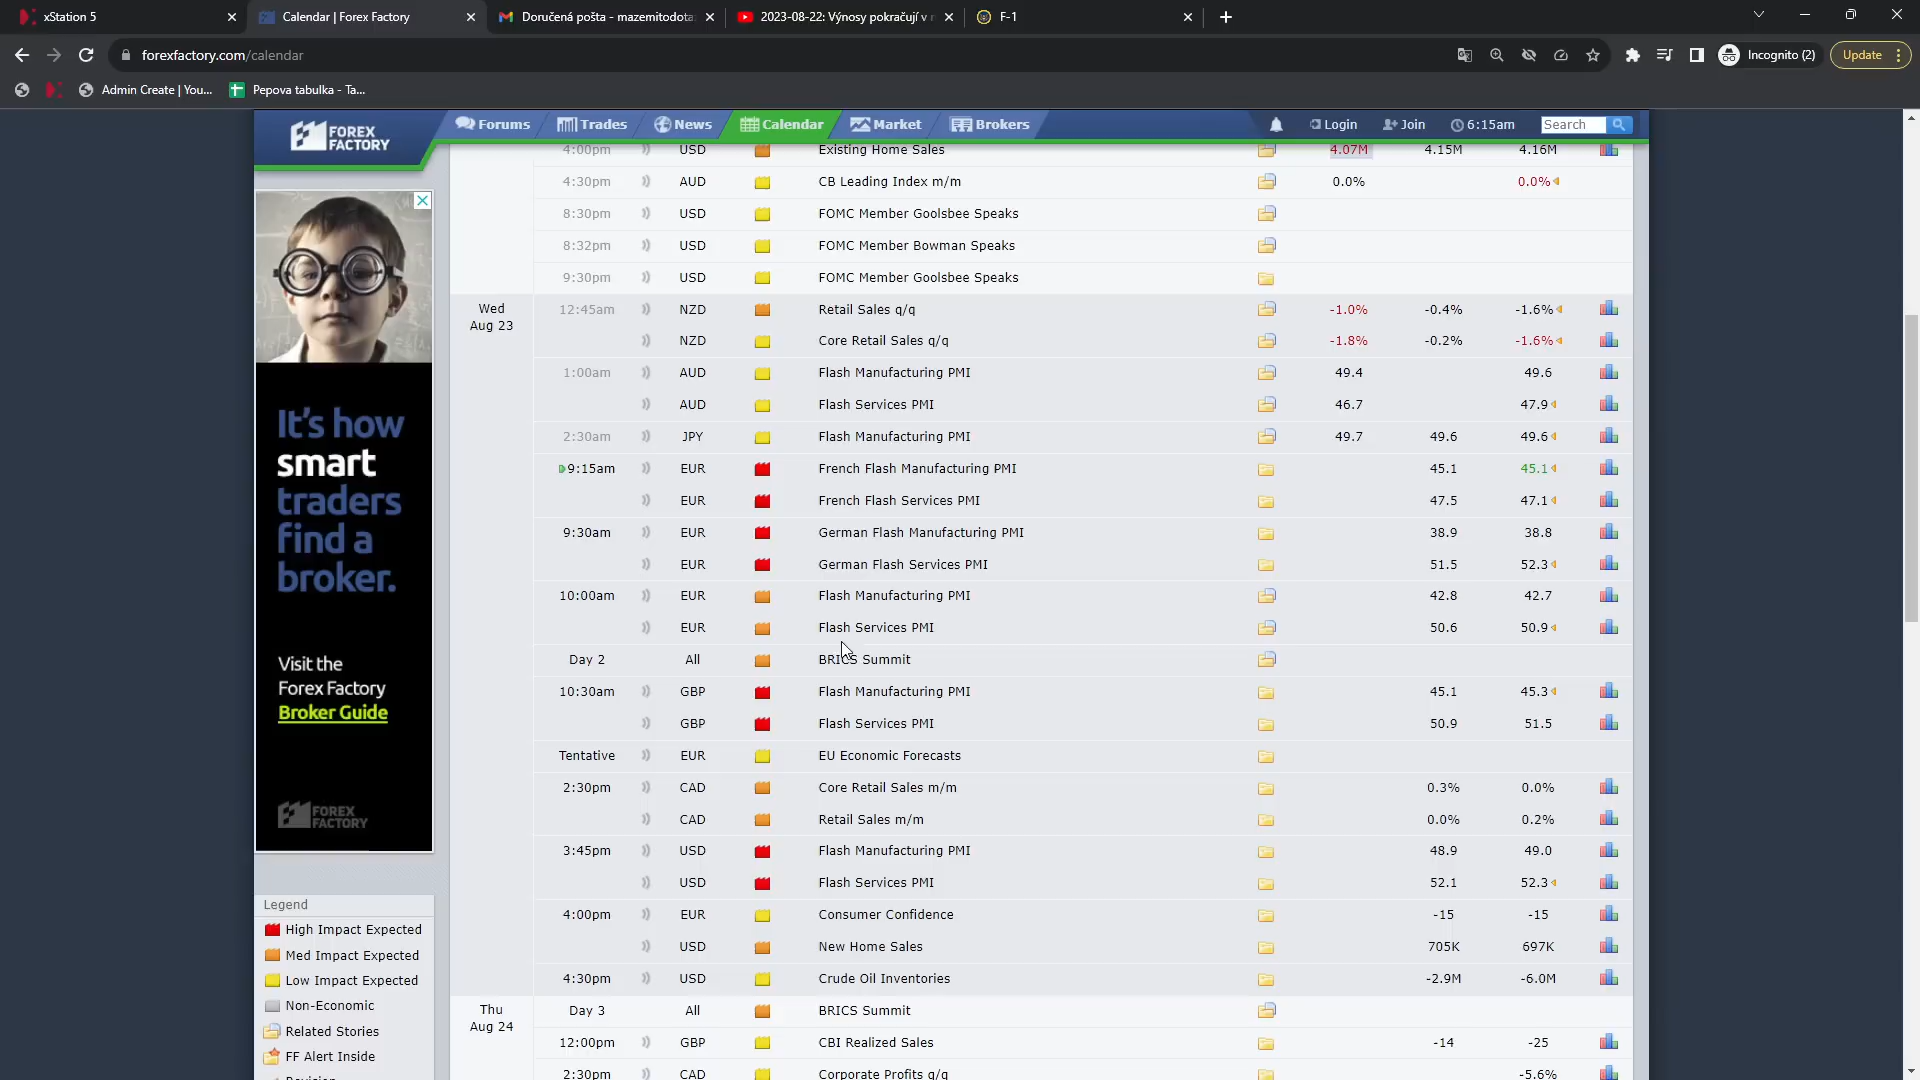 xStation 5
Calendar | Forex Factory
Doručená pošta - mazemitodota
2023-08-22: Výnosy pokračují v
F-1
forexfactory.com/calendar
Incognito (2)
Update
Admin Create | You...
Pepova tabulka - Ta...
FOREX FACTORY
Forums
Trades
News
Calendar
Market
Brokers
Login
Join
6:15am
Search
4:00pm USD Existing Home Sales 4.07M 4.15M 4.16M
4:30pm AUD CB Leading Index m/m 0.0% 0.0%
8:30pm USD FOMC Member Goolsbee Speaks
8:32pm USD FOMC Member Bowman Speaks
9:30pm USD FOMC Member Goolsbee Speaks
Wed Aug 23
12:45am NZD Retail Sales q/q -1.0% -0.4% -1.6%
NZD Core Retail Sales q/q -1.8% -0.2% -1.6%
1:00am AUD Flash Manufacturing PMI 49.4 49.6
AUD Flash Services PMI 46.7 47.9
2:30am JPY Flash Manufacturing PMI 49.7 49.6 49.6
9:15am EUR French Flash Manufacturing PMI 45.1 45.1
EUR French Flash Services PMI 47.5 47.1
9:30am EUR German Flash Manufacturing PMI 38.9 38.8
EUR German Flash Services PMI 51.5 52.3
10:00am EUR Flash Manufacturing PMI 42.8 42.7
EUR Flash Services PMI 50.6 50.9
Day 2 All BRICS Summit
10:30am GBP Flash Manufacturing PMI 45.1 45.3
GBP Flash Services PMI 50.9 51.5
Tentative EUR EU Economic Forecasts
2:30pm CAD Core Retail Sales m/m 0.3% 0.0%
CAD Retail Sales m/m 0.0% 0.2%
3:45pm USD Flash Manufacturing PMI 48.9 49.0
USD Flash Services PMI 52.1 52.3
4:00pm EUR Consumer Confidence -15 -15
USD New Home Sales 705K 697K
4:30pm USD Crude Oil Inventories -2.9M -6.0M
Thu Aug 24
Day 3 All BRICS Summit
12:00pm GBP CBI Realized Sales -14 -25
2:30pm CAD Corporate Profits q/q -5.6%
It's how
smart
traders
find a
broker.
Visit the
Forex Factory
Broker Guide
FOREX FACTORY
Legend
High Impact Expected
Med Impact Expected
Low Impact Expected
Non-Economic
Related Stories
FF Alert Inside